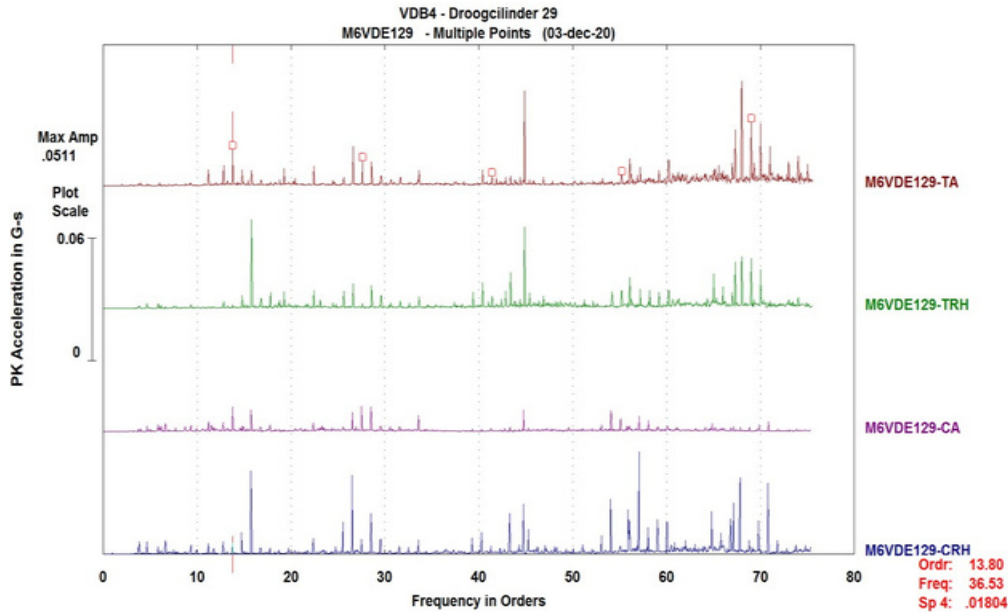 VDB4 - Droogcilinder 29
M6VDE129 - Multiple Points (03-dec-20)
Max Amp
.0511
Plot
Scale
0.06
0
PK Acceleration in G-s
M6VDE129-TA
M6VDE129-TRH
M6VDE129-CA
M6VDE129-CRH
0 10 20 30 40 50 60 70 80
Frequency in Orders
Ordr: 13.80
Freq: 36.53
Sp 4: .01804